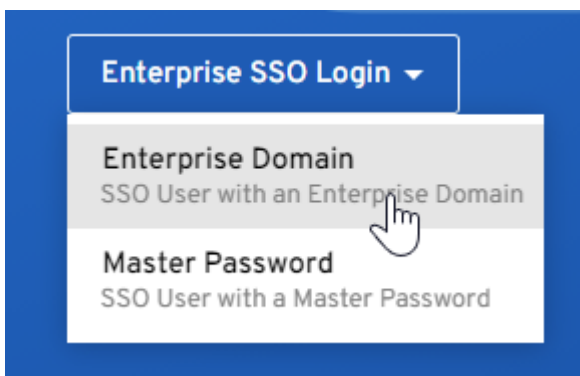 Enterprise SSO Login
Enterprise Domain
SSO User with an Enterprise Domain
Master Password
SSO User with a Master Password